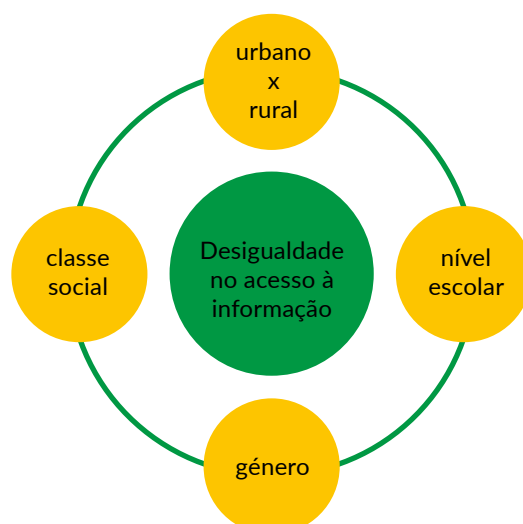 urbano
x
rural
classe
social
Desigualdade
no acesso à
informação
nível
escolar
género